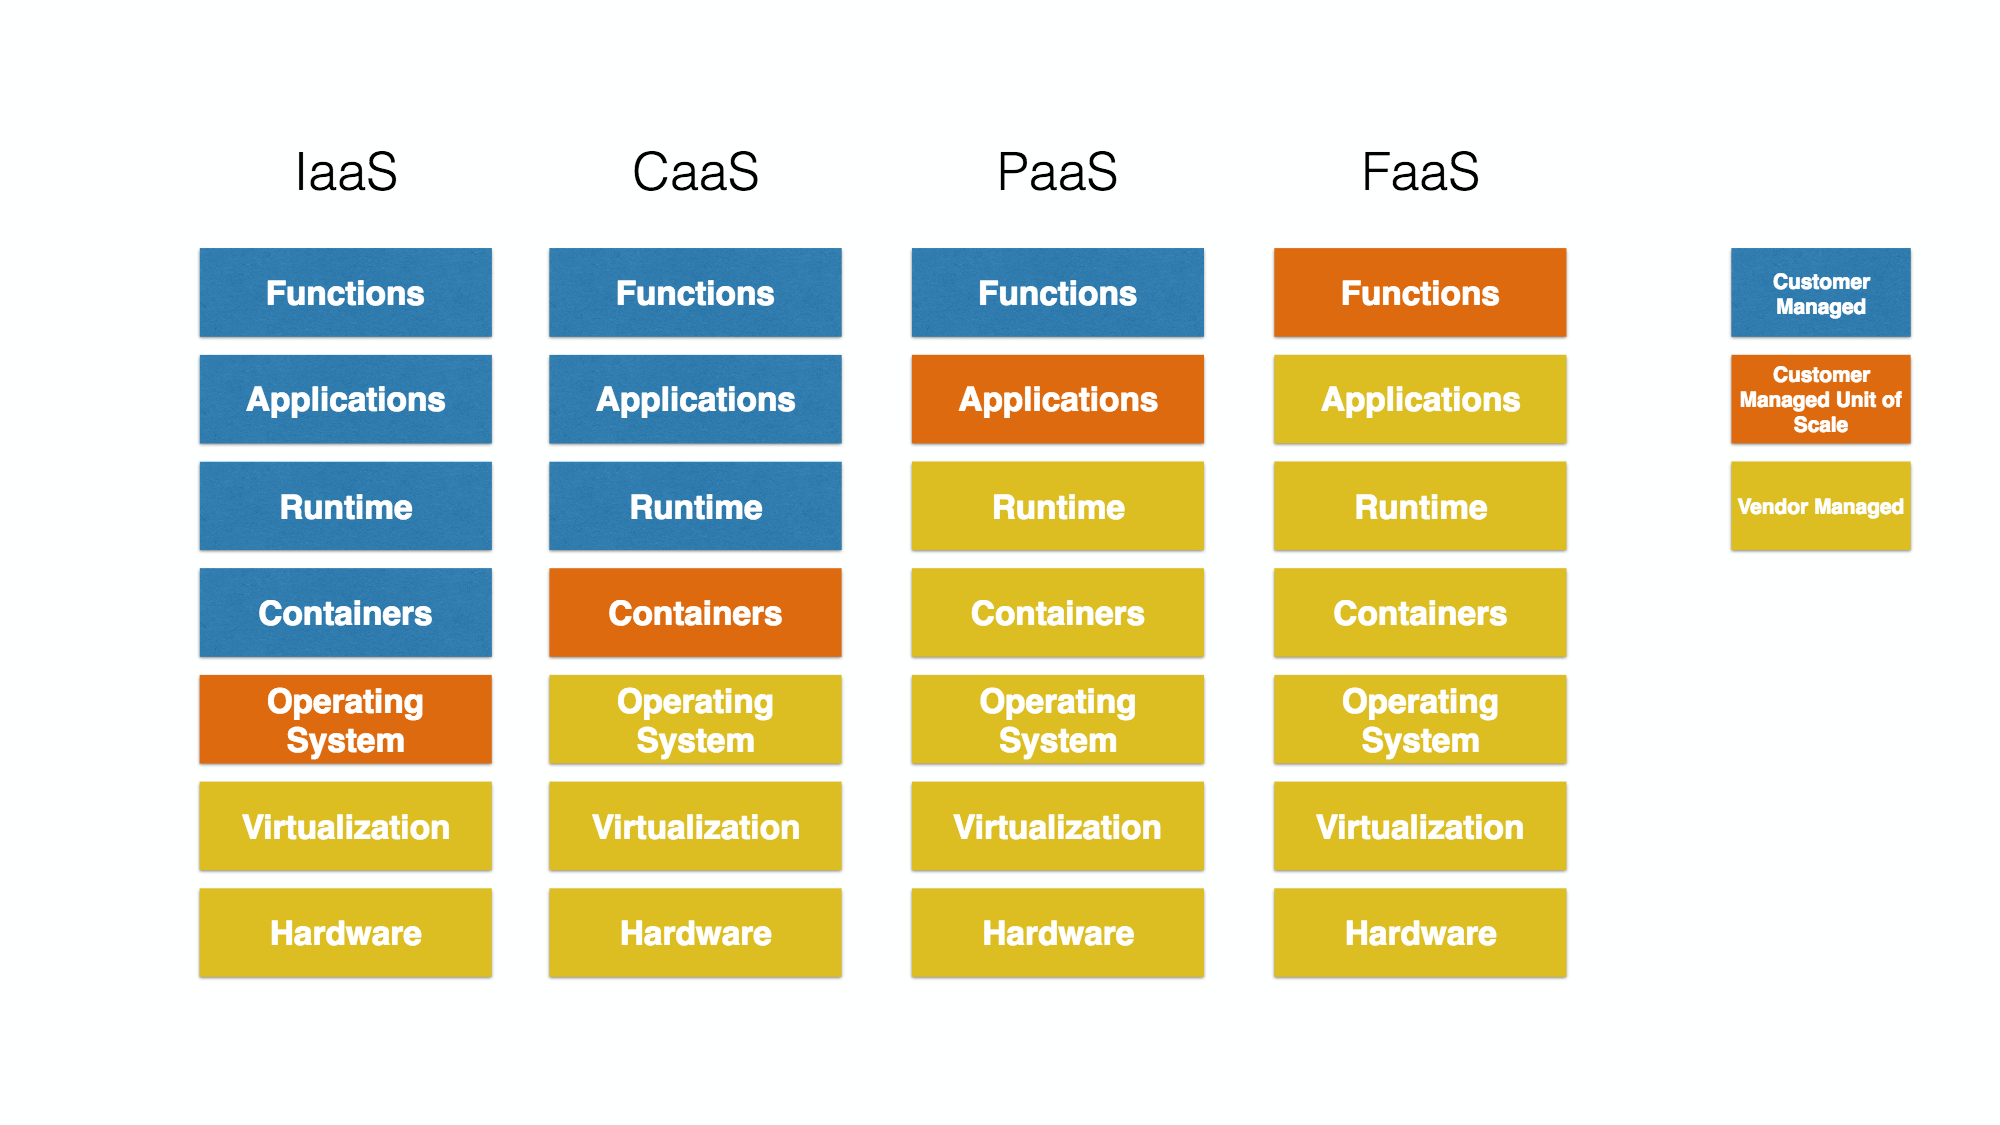 IaaS
CaaS
PaaS
FaaS
Functions
Functions
Functions
Functions
Customer
Managed
Applications
Applications
Applications
Applications
Customer
Managed Unit of
Scale
Runtime
Runtime
Runtime
Runtime
Vendor Managed
Containers
Containers
Containers
Containers
Operating
System
Operating
System
Operating
System
Operating
System
Virtualization
Virtualization
Virtualization
Virtualization
Hardware
Hardware
Hardware
Hardware